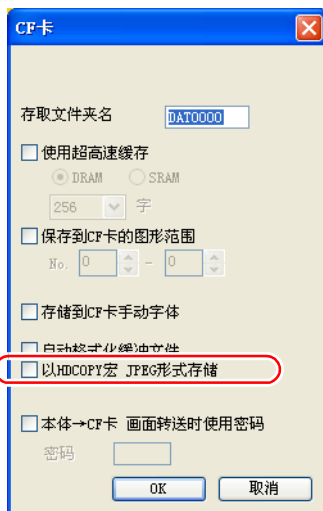 CF卡
存取文件夹名 DAT0000
使用超高速缓存
DRAM SRAM
256 字
保存到CF卡的图形范围
No. 0 - 0
存储到CF卡手动字体
自动格式化缓冲文件
以HDCOPY宏 JPEG形式存储
本体→CF卡 画面转送时使用密码
密码
OK 取消